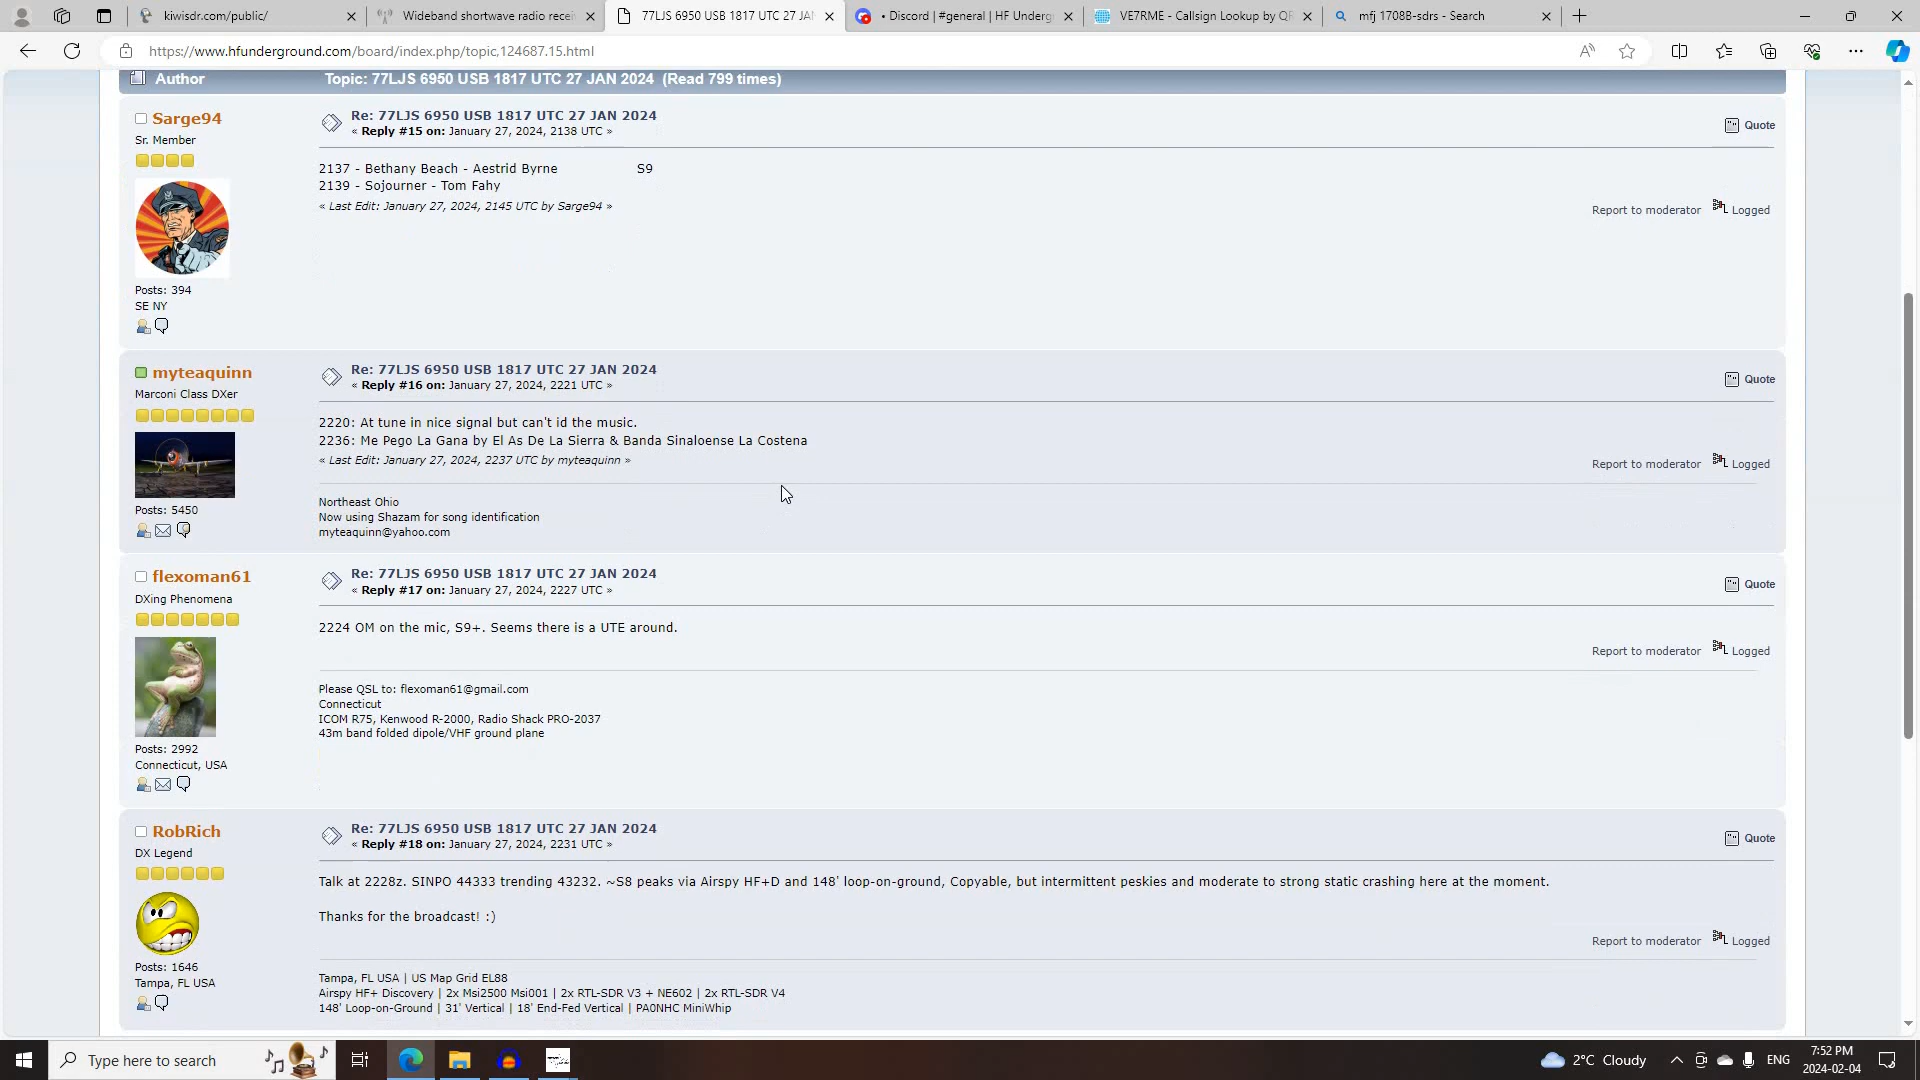 kiwisdr.com/public/
Wideband shortwave radio recei
77LJS 6950 USB 1817 UTC 27 JAN
• Discord | #general | HF Underg
VE7RME - Callsign Lookup by QR
mfj 1708B-sdrs - Search
https://www.hfunderground.com/board/index.php/topic,124687.15.html
Author
Topic: 77LJS 6950 USB 1817 UTC 27 JAN 2024 (Read 799 times)
Sarge94
Sr. Member
Posts: 394
SE NY
Re: 77LJS 6950 USB 1817 UTC 27 JAN 2024
« Reply #15 on: January 27, 2024, 2138 UTC »
Quote
2137 - Bethany Beach - Aestrid Byrne S9
2139 - Sojourner - Tom Fahy
« Last Edit: January 27, 2024, 2145 UTC by Sarge94 »
Report to moderator Logged
myteaquinn
Marconi Class DXer
Posts: 5450
Re: 77LJS 6950 USB 1817 UTC 27 JAN 2024
« Reply #16 on: January 27, 2024, 2221 UTC »
Quote
2220: At tune in nice signal but can't id the music.
2236: Me Pego La Gana by El As De La Sierra & Banda Sinaloense La Costena
« Last Edit: January 27, 2024, 2237 UTC by myteaquinn »
Report to moderator Logged
Northeast Ohio
Now using Shazam for song identification
myteaquinn@yahoo.com
flexoman61
DXing Phenomena
Posts: 2992
Connecticut, USA
Re: 77LJS 6950 USB 1817 UTC 27 JAN 2024
« Reply #17 on: January 27, 2024, 2227 UTC »
Quote
2224 OM on the mic, S9+. Seems there is a UTE around.
Report to moderator Logged
Please QSL to: flexoman61@gmail.com
Connecticut
ICOM R75, Kenwood R-2000, Radio Shack PRO-2037
43m band folded dipole/VHF ground plane
RobRich
DX Legend
Posts: 1646
Tampa, FL USA
Re: 77LJS 6950 USB 1817 UTC 27 JAN 2024
« Reply #18 on: January 27, 2024, 2231 UTC »
Quote
Talk at 2228z. SINPO 44333 trending 43232. ~S8 peaks via Airspy HF+D and 148' loop-on-ground, Copyable, but intermittent peskies and moderate to strong static crashing here at the moment.
Thanks for the broadcast! :)
Report to moderator Logged
Tampa, FL USA | US Map Grid EL88
Airspy HF+ Discovery | 2x Msi2500 Msi001 | 2x RTL-SDR V3 + NE602 | 2x RTL-SDR V4
148' Loop-on-Ground | 31' Vertical | 18' End-Fed Vertical | PA0NHC MiniWhip
Type here to search
2°C Cloudy
ENG
7:52 PM
2024-02-04